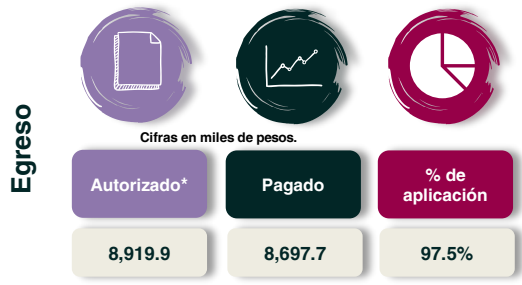 Egreso
Cifras en miles de pesos.
Autorizado*
Pagado
% de
aplicación
8,919.9
8,697.7
97.5%